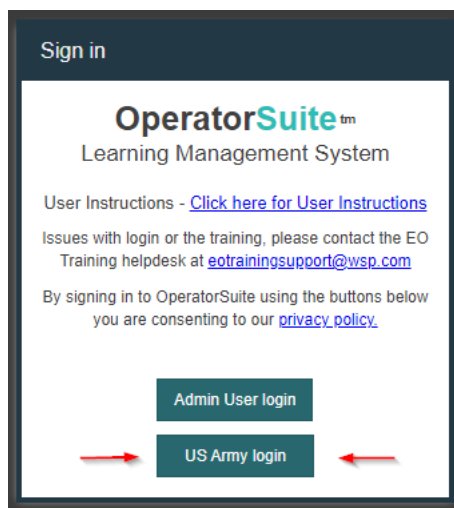 Sign in
OperatorSuite™
Learning Management System
User Instructions - Click here for User Instructions
Issues with login or the training, please contact the EO
Training helpdesk at eotrainingsupport@wsp.com
By signing in to OperatorSuite using the buttons below
you are consenting to our privacy policy.
Admin User login
US Army login